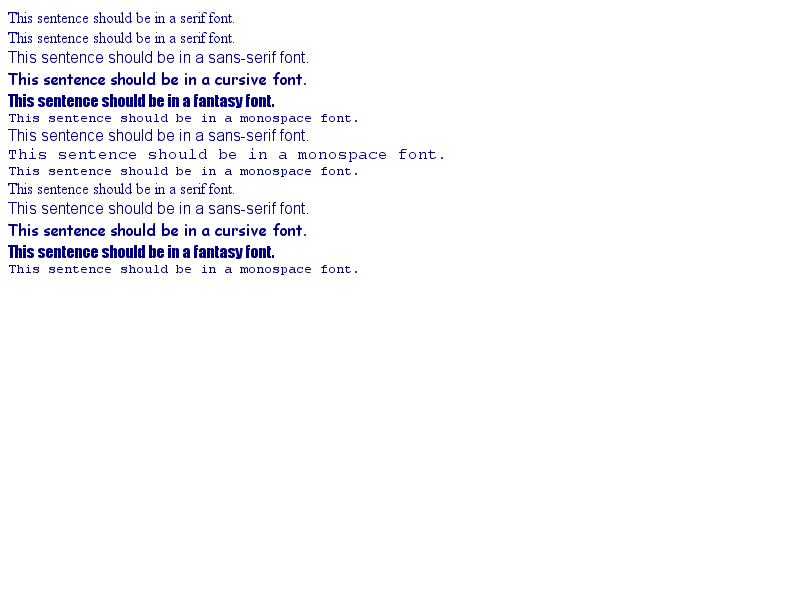 This sentence should be in a serif font.
This sentence should be in a serif font.
This sentence should be in a sans-serif font.
This sentence should be in a cursive font.
This sentence should be in a fantasy font.
This sentence should be in a monospace font.
This sentence should be in a sans-serif font.
This sentence should be in a monospace font.
This sentence should be in a monospace font.
This sentence should be in a serif font.
This sentence should be in a sans-serif font.
This sentence should be in a cursive font.
This sentence should be in a fantasy font.
This sentence should be in a monospace font.